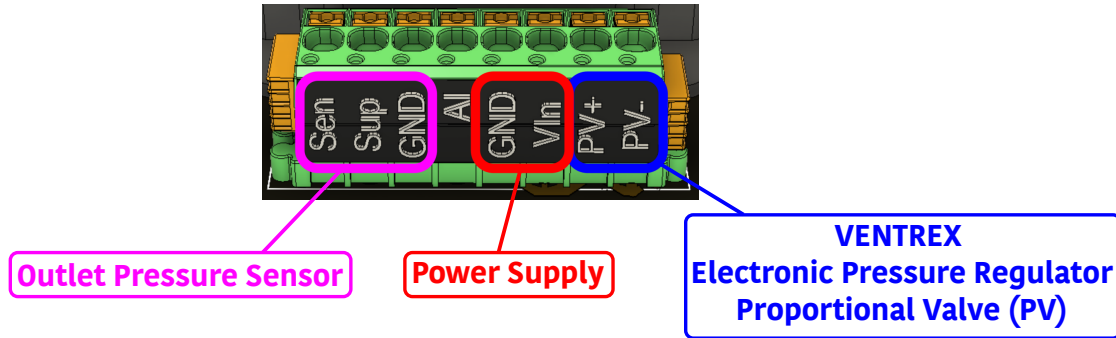 Sen
Sup
GND
AI
GND
VIn
PV+
PV-
Outlet Pressure Sensor
Power Supply
VENTREX
Electronic Pressure Regulator
Proportional Valve (PV)